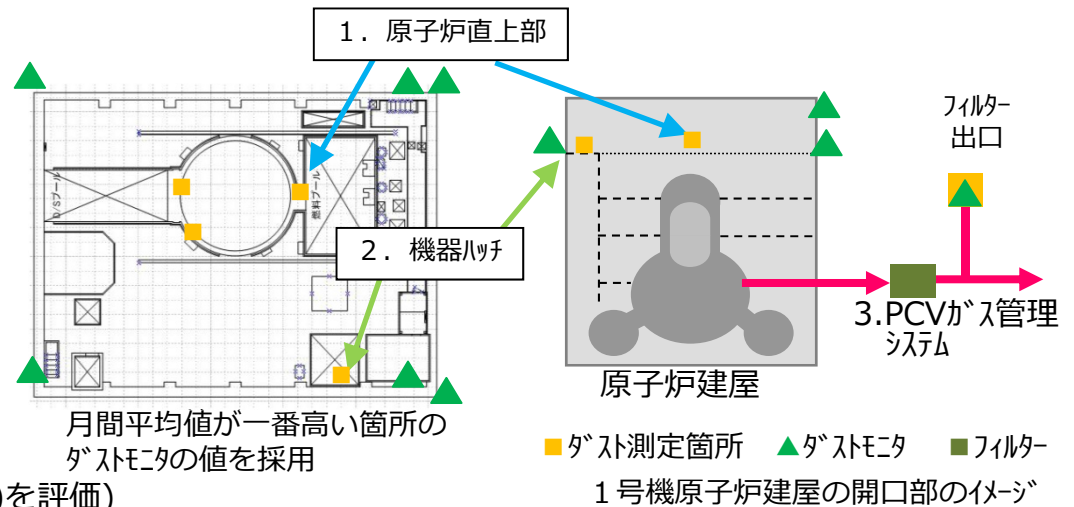 1．原子炉直上部
フィルター
出口
D/Sプール
燃料プール
2．機器ハッチ
3.PCVガス管理
システム
原子炉建屋
月間平均値が一番高い箇所の
ダストモニタの値を採用
ダスト測定箇所
ダストモニタ
フィルター
を評価)
1号機原子炉建屋の開口部のイメージ